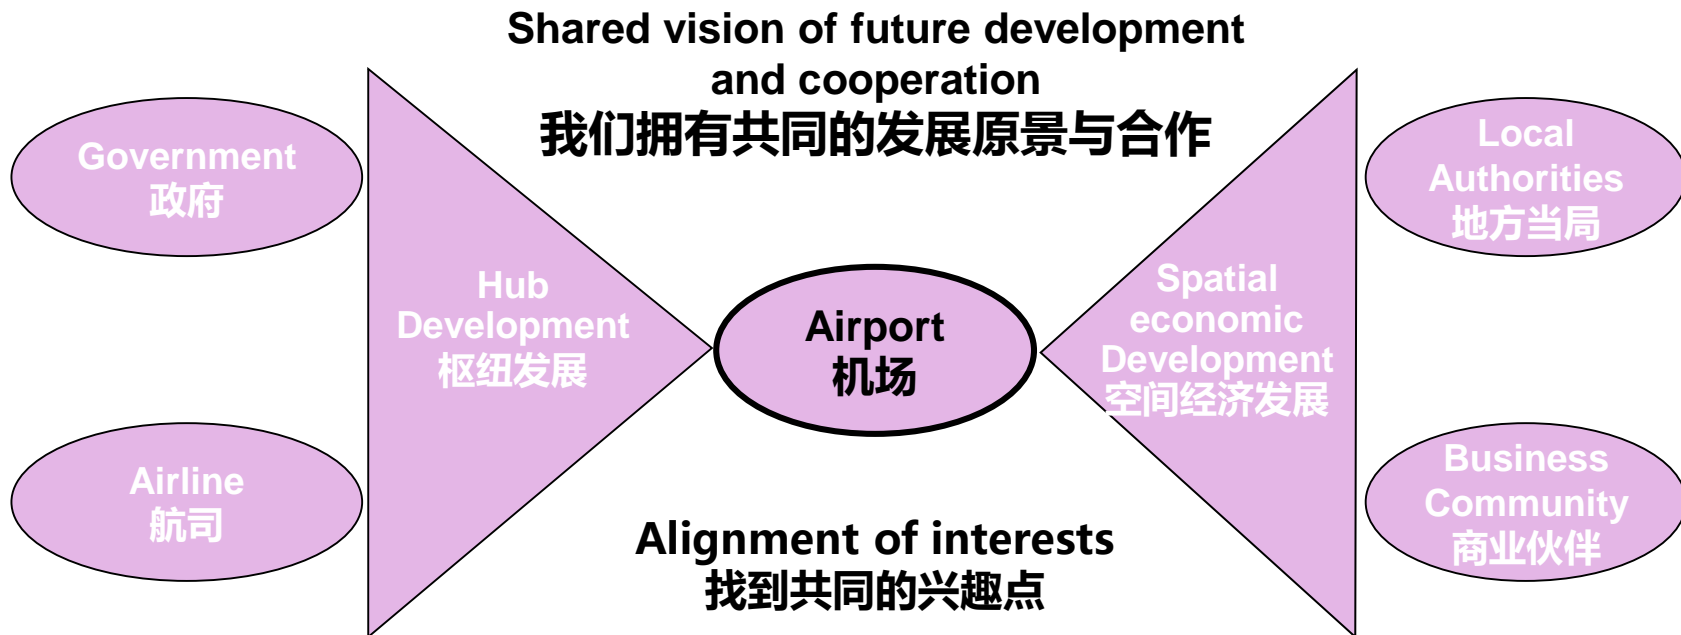 Shared vision of future development
and cooperation
我们拥有共同的发展原景与合作
Government
政府
Local
Authorities
地方当局
Hub
Development
枢纽发展
Airport
机场
Spatial
economic
Development
空间经济发展
Airline
航司
Business
Community
商业伙伴
Alignment of interests
找到共同的兴趣点